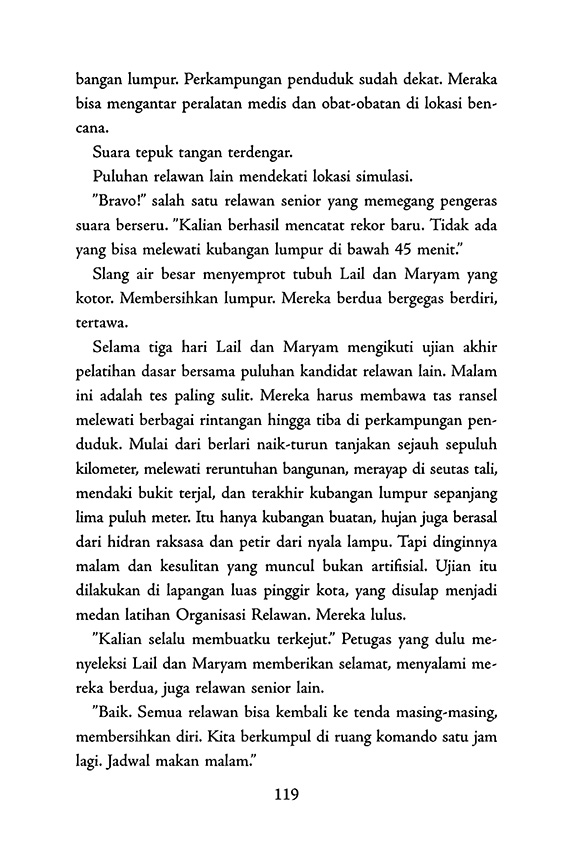 bangan lumpur. Perkampungan penduduk sudah dekat. Meraka
bisa mengantar peralatan medis dan obat-obatan di lokasi ben-
cana.
Suara tepuk tangan terdengar.
Puluhan relawan lain mendekati lokasi simulasi.
”Bravo!” salah satu relawan senior yang memegang pengeras
suara berseru. ”Kalian berhasil mencatat rekor baru. Tidak ada
yang bisa melewati kubangan lumpur di bawah 45 menit.”
Slang air besar menyemprot tubuh Lail dan Maryam yang
kotor. Membersihkan lumpur. Mereka berdua bergegas berdiri,
tertawa.
Selama tiga hari Lail dan Maryam mengikuti ujian akhir
pelatihan dasar bersama puluhan kandidat relawan lain. Malam
ini adalah tes paling sulit. Mereka harus membawa tas ransel
melewati berbagai rintangan hingga tiba di perkampungan pen-
duduk. Mulai dari berlari naik-turun tanjakan sejauh sepuluh
kilometer, melewati reruntuhan bangunan, merayap di seutas tali,
mendaki bukit terjal, dan terakhir kubangan lumpur sepanjang
lima puluh meter. Itu hanya kubangan buatan, hujan juga berasal
dari hidran raksasa dan petir dari nyala lampu. Tapi dinginnya
malam dan kesulitan yang muncul bukan artifisial. Ujian itu
dilakukan di lapangan luas pinggir kota, yang disulap menjadi
medan latihan Organisasi Relawan. Mereka lulus.
”Kalian selalu membuatku terkejut.” Petugas yang dulu me-
nyeleksi Lail dan Maryam memberikan selamat, menyalami me-
reka berdua, juga relawan senior lain.
”Baik. Semua relawan bisa kembali ke tenda masing-masing,
membersihkan diri. Kita berkumpul di ruang komando satu jam
lagi. Jadwal makan malam.”
119